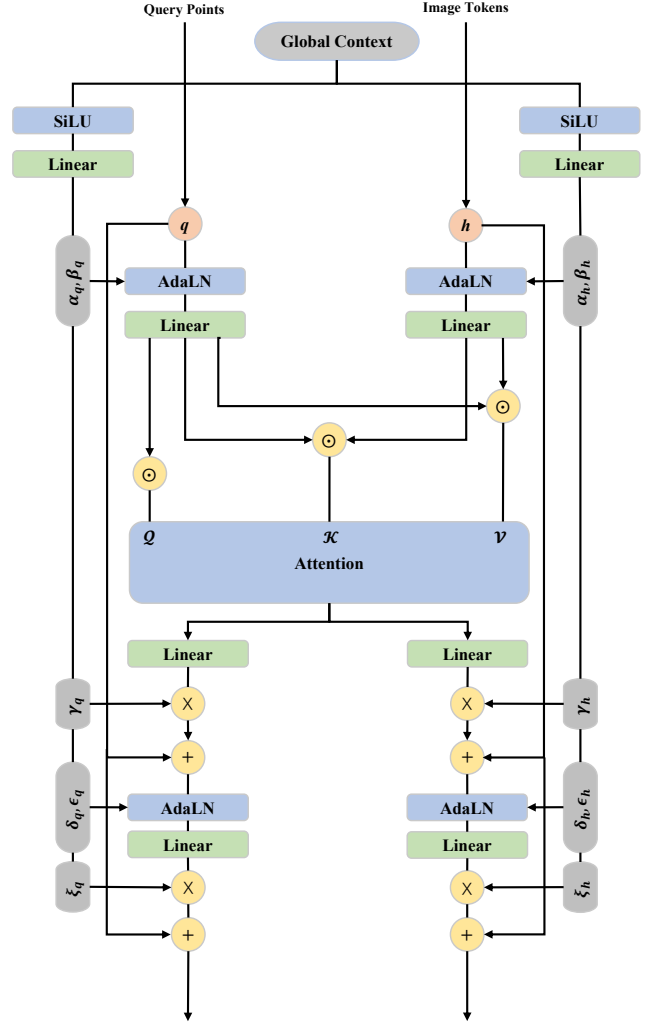 Query Points
Image Tokens
Global Context
SiLU
SiLU
Linear
Linear
q
h
α_q, β_q
AdaLN
AdaLN
α_h, β_h
Linear
Linear
⊙
⊙
⊙
Q
𝒦
𝒱
Attention
Linear
Linear
γ_q
X
X
γ_h
+
+
δ_q, ϵ_q
AdaLN
AdaLN
δ_h, ϵ_h
Linear
Linear
ξ_q
X
X
ξ_h
+
+